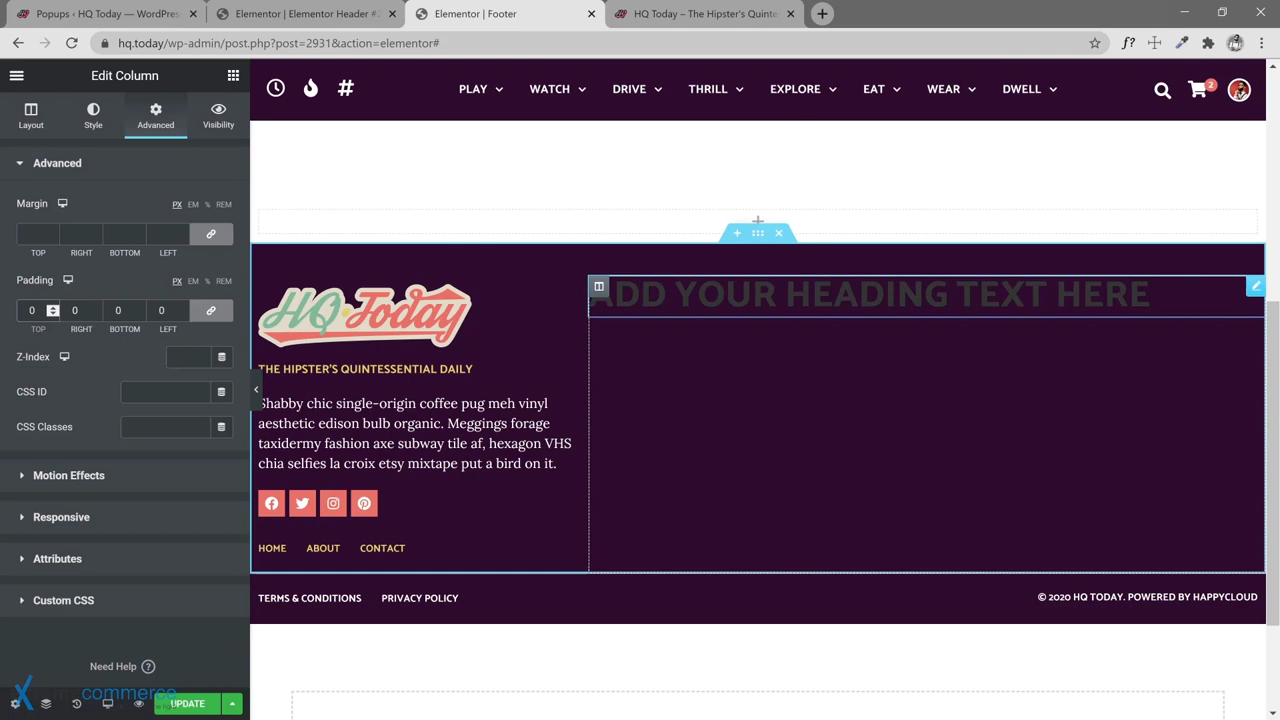 Popups ‹ HQ Today — WordPres
Elementor | Elementor Header #2
Elementor | Footer
HQ Today – The Hipster's Quinte
hq.today/wp-admin/post.php?post=2931&action=elementor#
Edit Column
Layout
Style
Advanced
Visibility
Advanced
Margin
PX EM % REM
TOP RIGHT BOTTOM LEFT
Padding
PX EM % REM
0 0 0 0
TOP RIGHT BOTTOM LEFT
Z-Index
CSS ID
CSS Classes
Motion Effects
Responsive
Attributes
Custom CSS
Need Help
commerce
UPDATE
PLAY WATCH DRIVE THRILL EXPLORE EAT WEAR DWELL
2
HQ Today
THE HIPSTER'S QUINTESSENTIAL DAILY
Shabby chic single-origin coffee pug meh vinyl
aesthetic edison bulb organic. Meggings forage
taxidermy fashion axe subway tile af, hexagon VHS
chia selfies la croix etsy mixtape put a bird on it.
HOME ABOUT CONTACT
ADD YOUR HEADING TEXT HERE
TERMS & CONDITIONS PRIVACY POLICY
© 2020 HQ TODAY. POWERED BY HAPPYCLOUD